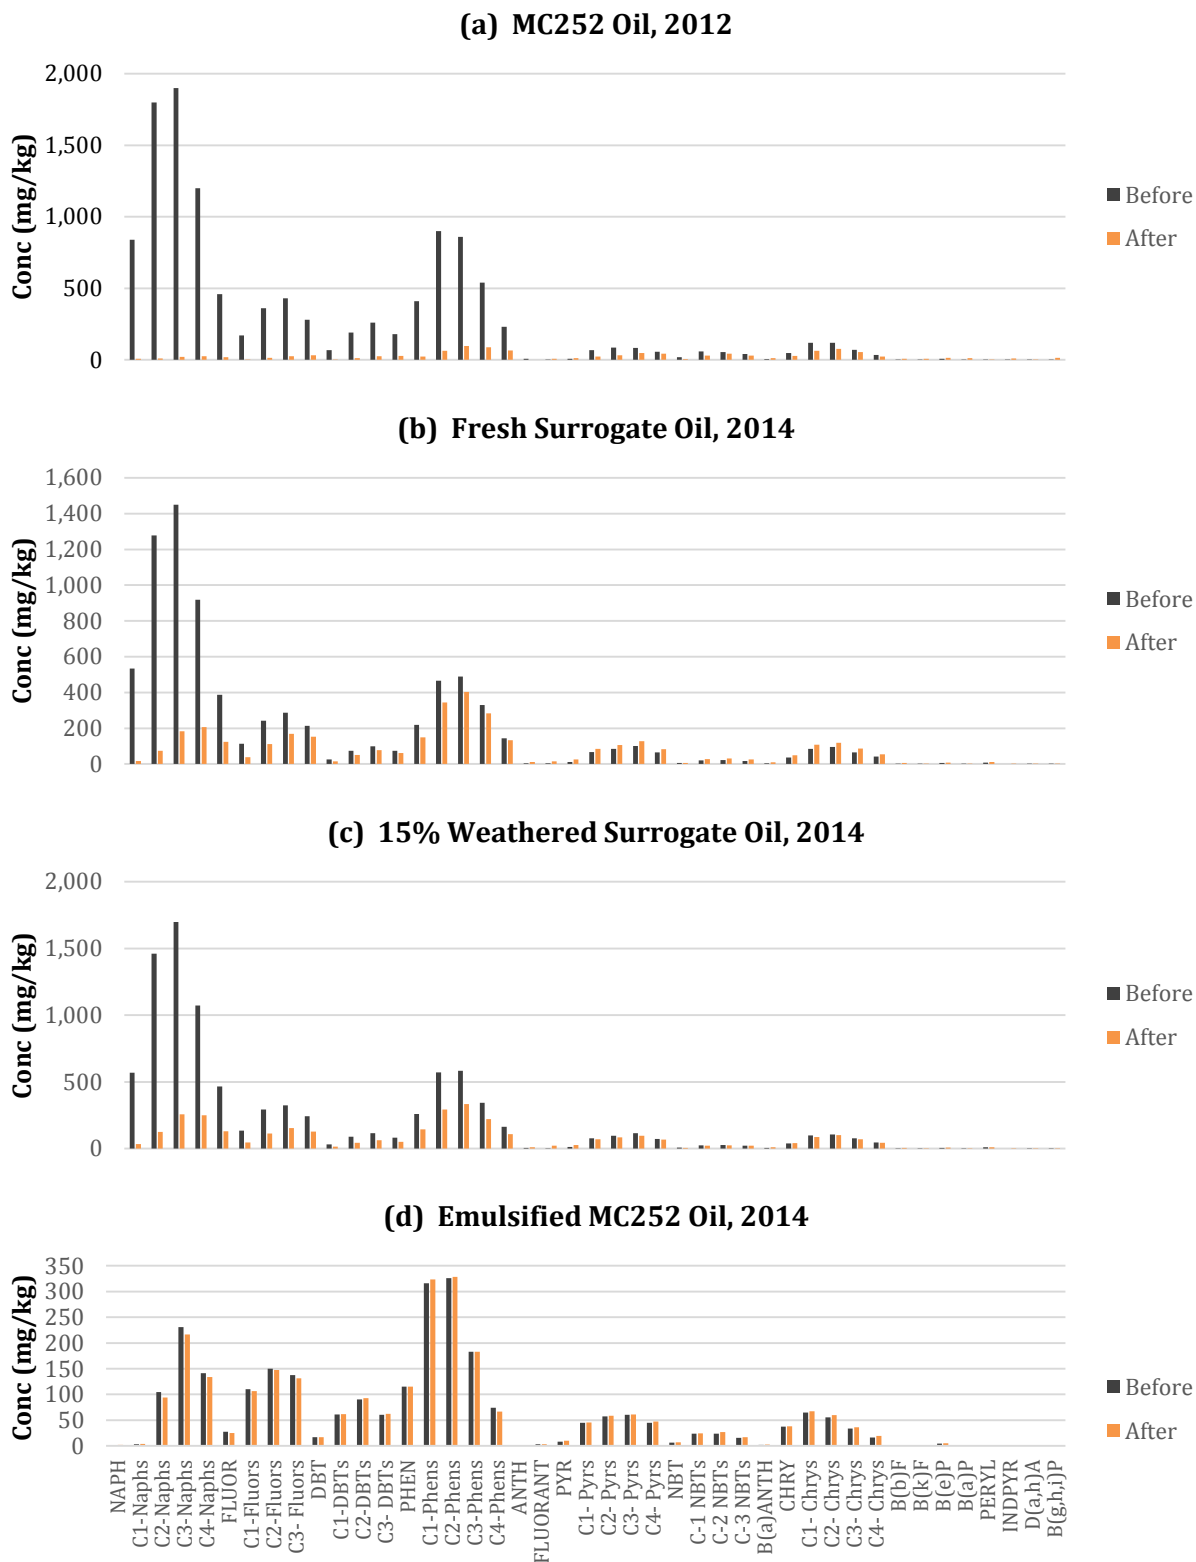 (a) MC252 Oil, 2012
2,000
1,500
1,000
500
0
Conc (mg/kg)
Before
After
(b) Fresh Surrogate Oil, 2014
1,600
1,400
1,200
1,000
800
600
400
200
0
Conc (mg/kg)
Before
After
(c) 15% Weathered Surrogate Oil, 2014
2,000
1,500
1,000
500
0
Conc (mg/kg)
Before
After
(d) Emulsified MC252 Oil, 2014
350
300
250
200
150
100
50
0
Conc (mg/kg)
Before
After
NAPH
C1-Naphs
C2-Naphs
C3-Naphs
C4-Naphs
FLUOR
C1-Fluors
C2-Fluors
C3- Fluors
DBT
C1-DBTs
C2-DBTs
C3- DBTs
PHEN
C1-Phens
C2-Phens
C3-Phens
C4-Phens
ANTH
FLUORANT
PYR
C1- Pyrs
C2- Pyrs
C3- Pyrs
C4- Pyrs
NBT
C-1 NBTs
C-2 NBTs
C-3 NBTs
B(a)ANTH
CHRY
C1- Chrys
C2- Chrys
C3- Chrys
C4- Chrys
B(b)F
B(k)F
B(e)P
B(a)P
PERYL
INDPYR
D(a,h)A
B(g,h,i)P